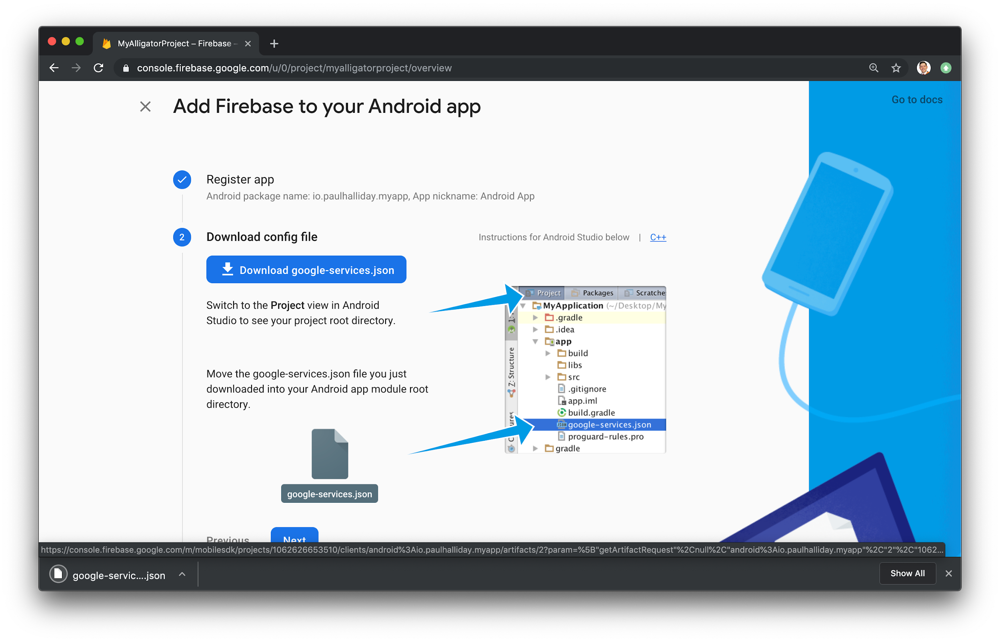 MyAlligatorProject – Firebase –
console.firebase.google.com/u/0/project/myalligatorproject/overview
Go to docs
Add Firebase to your Android app
Register app
Android package name: io.paulhalliday.myapp, App nickname: Android App
2
Download config file
Instructions for Android Studio below | C++
Download google-services.json
Switch to the Project view in Android
Studio to see your project root directory.
Move the google-services.json file you just
downloaded into your Android app module root
directory.
google-services.json
Project
Packages
Scratche
MyApplication (~/Desktop/My
.gradle
.idea
app
build
libs
src
.gitignore
app.iml
build.gradle
JSON google-services.json
proguard-rules.pro
gradle
1:
Z: Structure
C
ures
Previous
Next
https://console.firebase.google.com/m/mobilesdk/projects/1062626653510/clients/android%3Aio.paulhalliday.myapp/artifacts/2?param=%5B"getArtifactRequest"%2Cnull%2C"android%3Aio.paulhalliday.myapp"%2C"2"%2C"1062...
google-servic....json
Show All